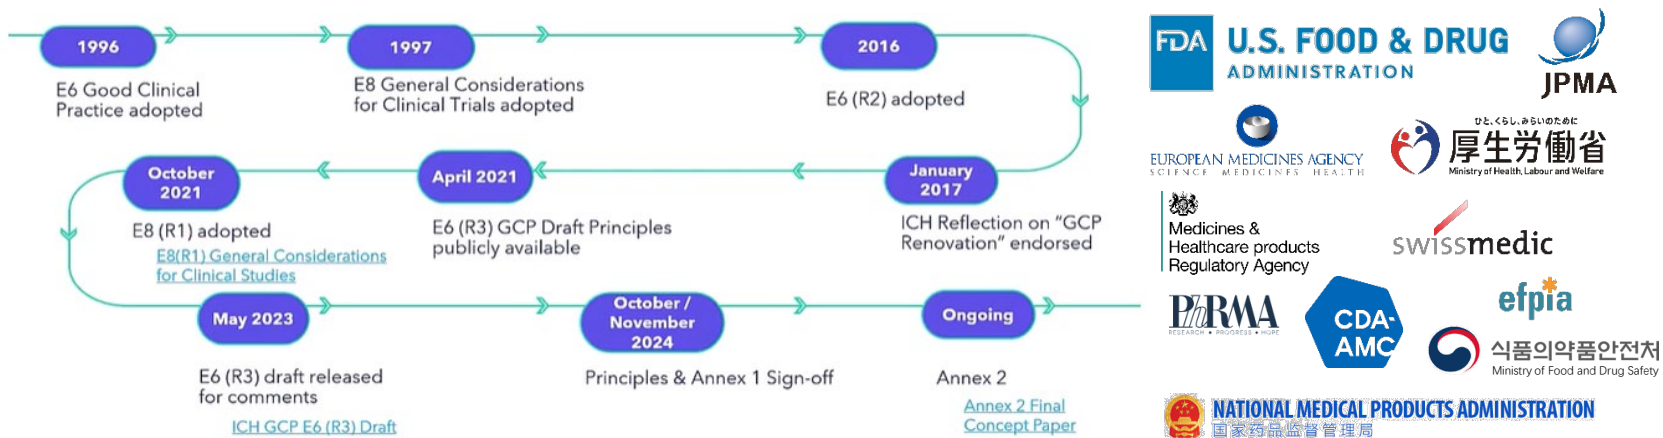 1996
E6 Good Clinical
Practice adopted
1997
E8 General Considerations
for Clinical Trials adopted
2016
E6 (R2) adopted
January
2017
ICH Reflection on “GCP
Renovation” endorsed
April 2021
E6 (R3) GCP Draft Principles
publicly available
October
2021
E8 (R1) adopted
E8(R1) General Considerations
for Clinical Studies
May 2023
E6 (R3) draft released
for comments
ICH GCP E6 (R3) Draft
October /
November
2024
Principles & Annex 1 Sign-off
Ongoing
Annex 2
Annex 2 Final
Concept Paper
FDA
U.S. FOOD & DRUG
ADMINISTRATION
JPMA
EUROPEAN MEDICINES AGENCY
SCIENCE MEDICINES HEALTH
ひと、くらし、みらいのために
厚生労働省
Ministry of Health, Labour and Welfare
Medicines &
Healthcare products
Regulatory Agency
swissmedic
PhRMA
RESEARCH • PROGRESS • HOPE
CDA-
AMC
efpia
식품의약품안전처
Ministry of Food and Drug Safety
NATIONAL MEDICAL PRODUCTS ADMINISTRATION
国家药品监督管理局